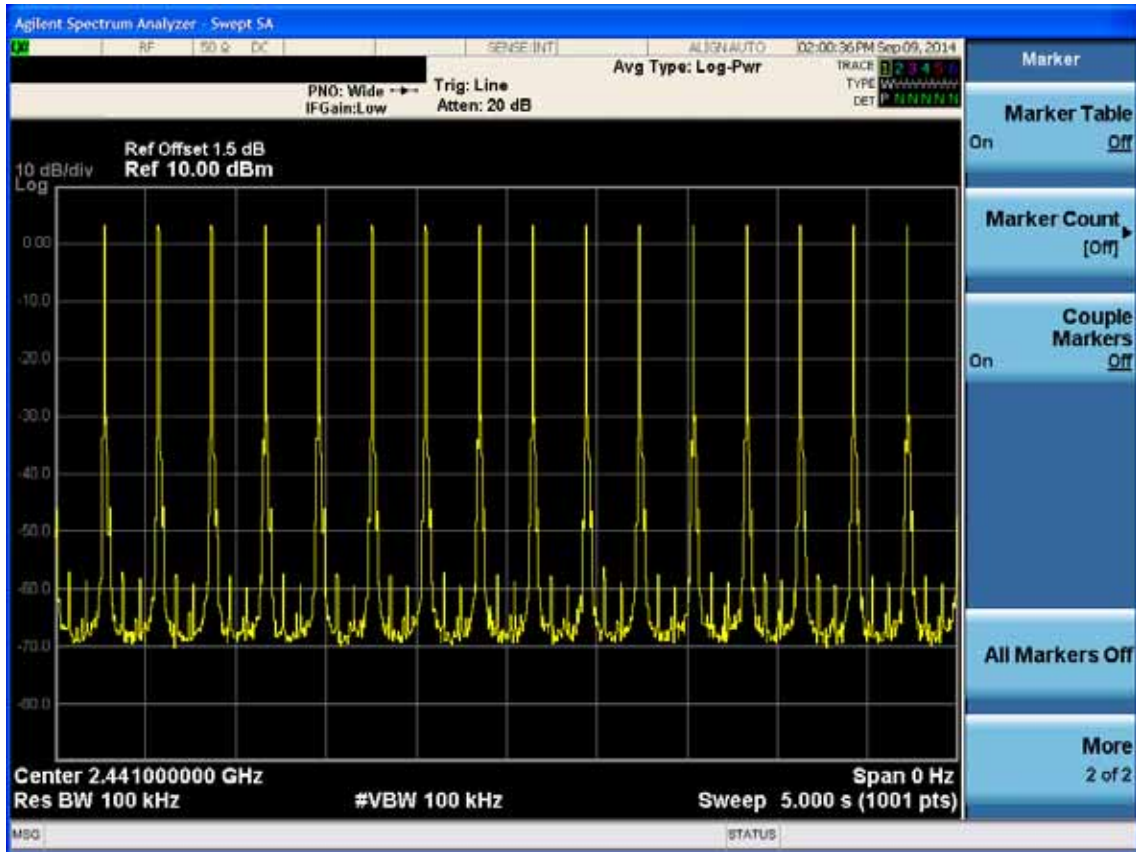 Agilent Spectrum Analyzer - Swept SA
RF 50 Ω DC SENSE:INT ALIGN AUTO 02:00:36 PM Sep 09, 2014
Marker
Avg Type: Log-Pwr
TRACE 1 2 3 4 5 6
PNO: Wide Trig: Line
TYPE
IFGain:Low Atten: 20 dB
DET P N N N N N
Marker Table
On Off
Ref Offset 1.5 dB
10 dB/div Ref 10.00 dBm
Log
Marker Count
[Off]
0.00
-10.0
Couple
Markers
On Off
-20.0
-30.0
-40.0
-50.0
-60.0
-70.0
All Markers Off
-80.0
More
2 of 2
Center 2.441000000 GHz Span 0 Hz
Res BW 100 kHz #VBW 100 kHz Sweep 5.000 s (1001 pts)
MSG STATUS